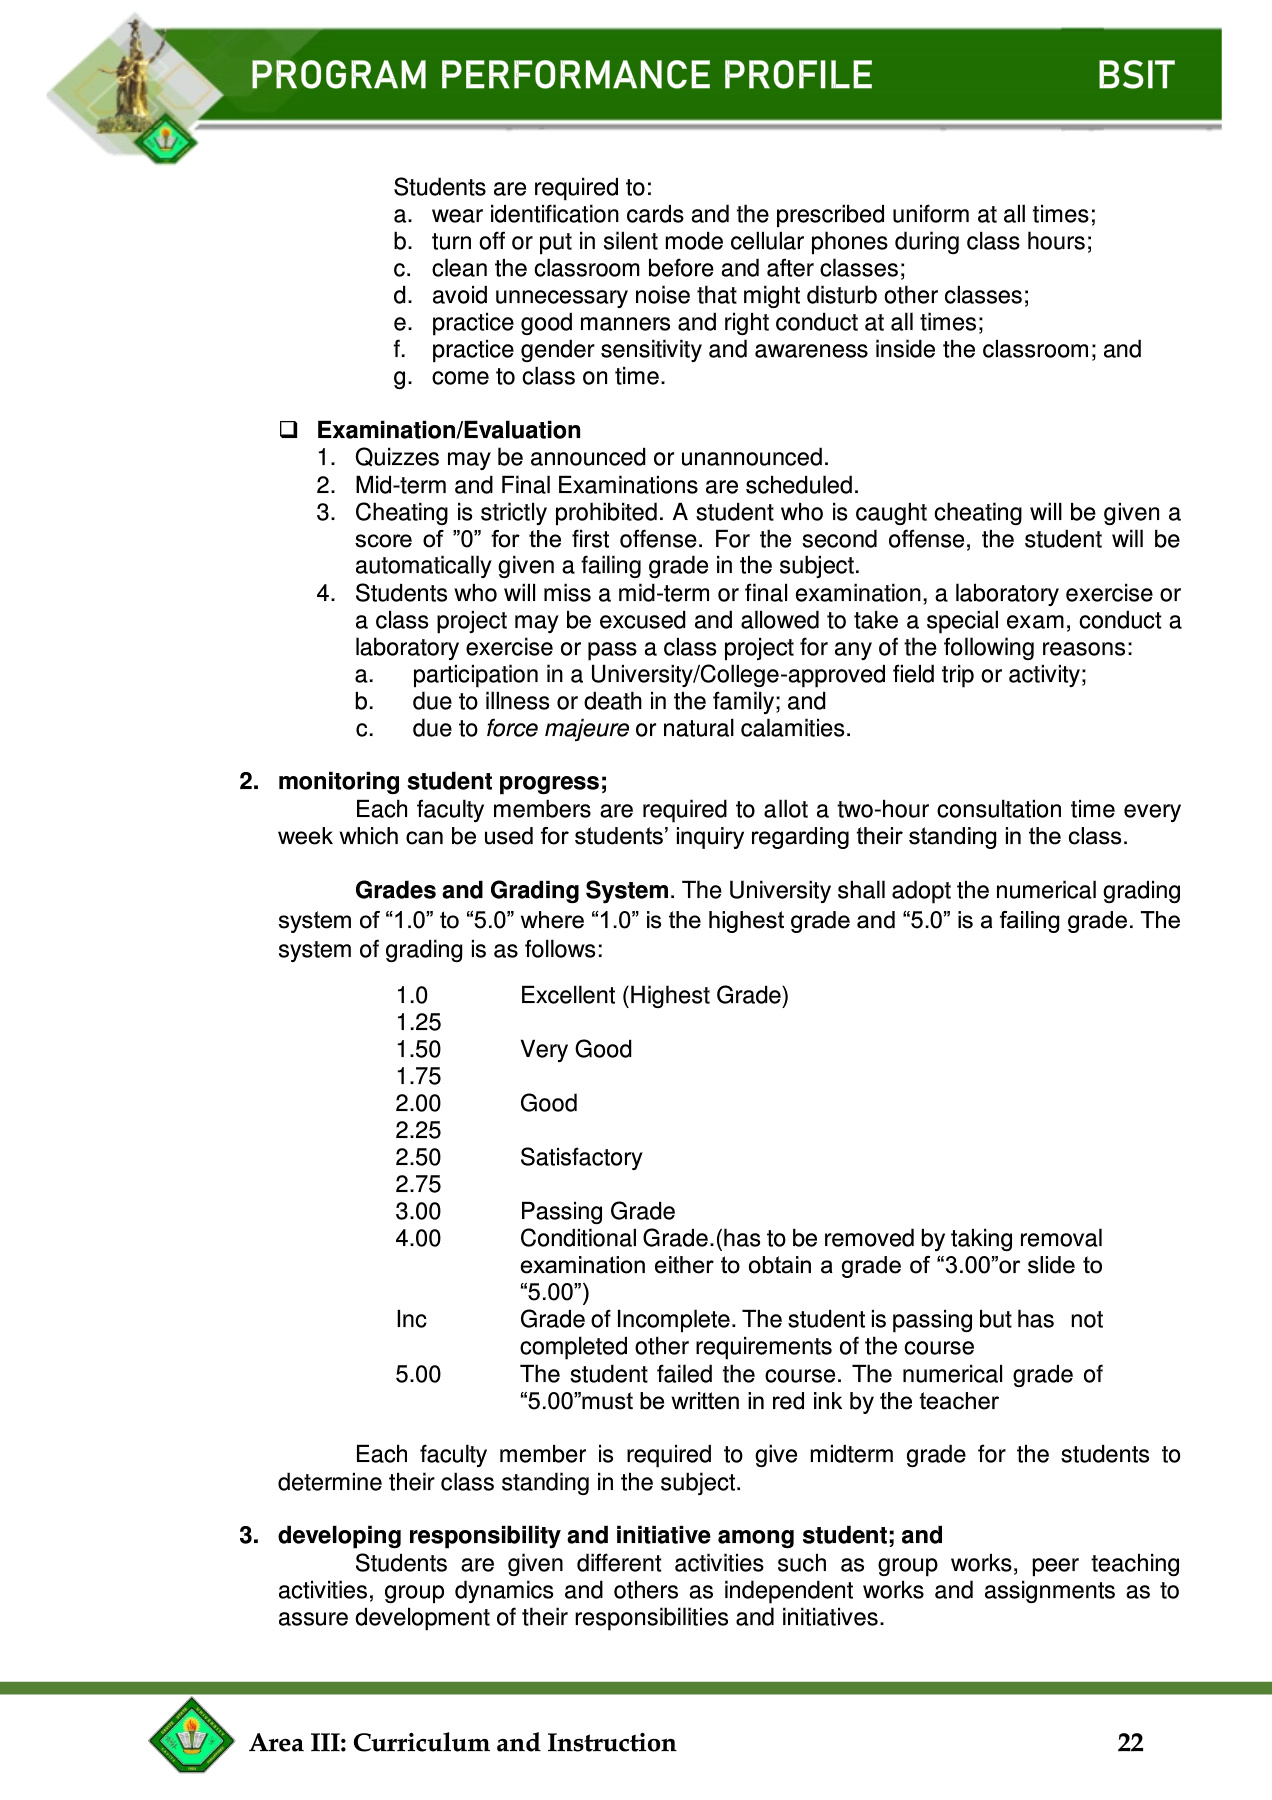 PROGRAM PERFORMANCE PROFILE BSIT
Students are required to:
a. wear identification cards and the prescribed uniform at all times;
b. turn off or put in silent mode cellular phones during class hours;
c. clean the classroom before and after classes;
d. avoid unnecessary noise that might disturb other classes;
e. practice good manners and right conduct at all times;
f. practice gender sensitivity and awareness inside the classroom; and
g. come to class on time.
❑ Examination/Evaluation
1. Quizzes may be announced or unannounced.
2. Mid-term and Final Examinations are scheduled.
3. Cheating is strictly prohibited. A student who is caught cheating will be given a
score of ”0” for the first offense. For the second offense, the student will be
automatically given a failing grade in the subject.
4. Students who will miss a mid-term or final examination, a laboratory exercise or
a class project may be excused and allowed to take a special exam, conduct a
laboratory exercise or pass a class project for any of the following reasons:
a. participation in a University/College-approved field trip or activity;
b. due to illness or death in the family; and
c. due to force majeure or natural calamities.
2. monitoring student progress;
Each faculty members are required to allot a two-hour consultation time every
week which can be used for students’ inquiry regarding their standing in the class.
Grades and Grading System. The University shall adopt the numerical grading
system of “1.0” to “5.0” where “1.0” is the highest grade and “5.0” is a failing grade. The
system of grading is as follows:
1.0 Excellent (Highest Grade)
1.25
1.50 Very Good
1.75
2.00 Good
2.25
2.50 Satisfactory
2.75
3.00 Passing Grade
4.00 Conditional Grade.(has to be removed by taking removal
examination either to obtain a grade of “3.00”or slide to
“5.00”)
Inc Grade of Incomplete. The student is passing but has not
completed other requirements of the course
5.00 The student failed the course. The numerical grade of
“5.00”must be written in red ink by the teacher
Each faculty member is required to give midterm grade for the students to
determine their class standing in the subject.
3. developing responsibility and initiative among student; and
Students are given different activities such as group works, peer teaching
activities, group dynamics and others as independent works and assignments as to
assure development of their responsibilities and initiatives.
Area III: Curriculum and Instruction 22